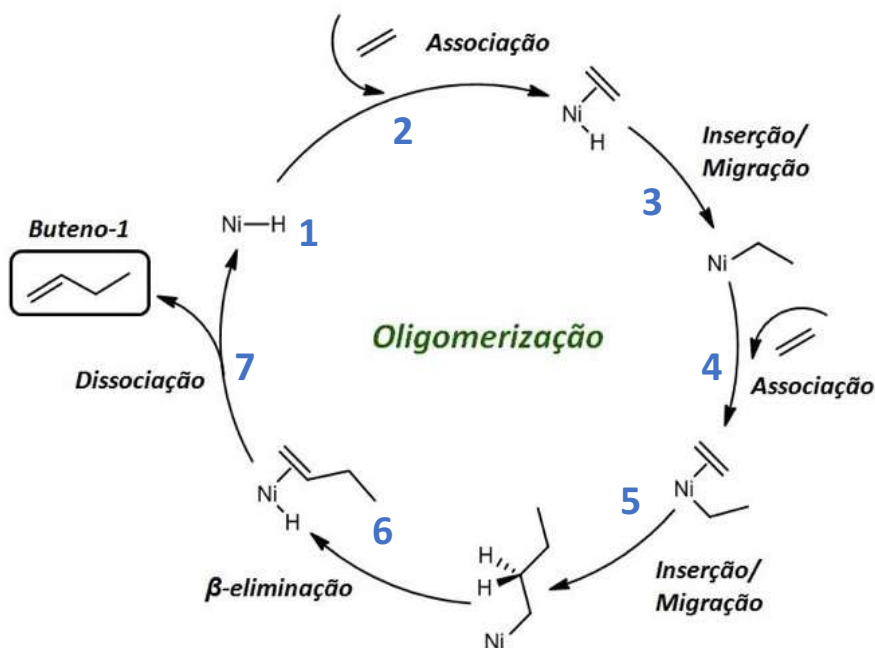 Associação
2
Ni
H
Inserção/
Migração
3
Ni—H
1
Buteno-1
Ni
Oligomerização
4
Associação
7
Dissociação
Ni
H
6
β-eliminação
H
H
Ni
5
Ni
Inserção/
Migração